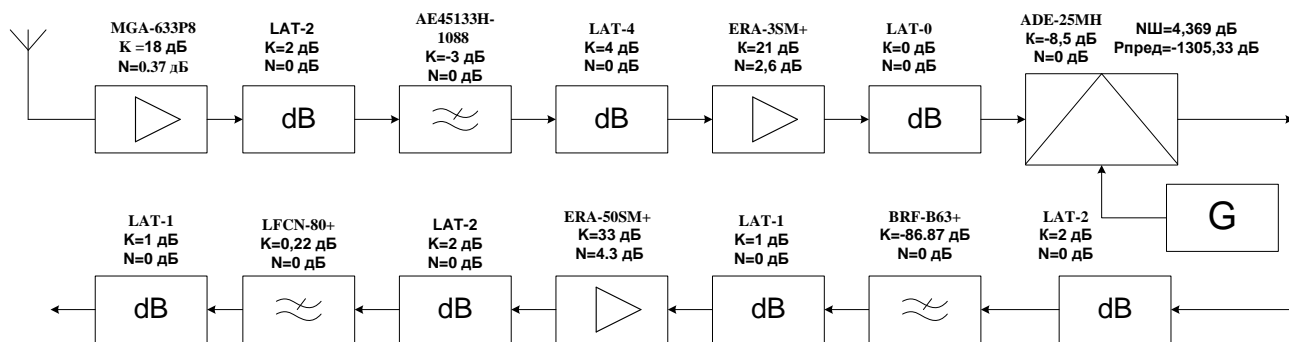 MGA-633P8
K =18 дБ
N=0.37 дБ
LAT-2
K=2 дБ
N=0 дБ
AE45133H-
1088
K=-3 дБ
N=0 дБ
LAT-4
K=4 дБ
N=0 дБ
ERA-3SM+
K=21 дБ
N=2,6 дБ
LAT-0
K=0 дБ
N=0 дБ
ADE-25MH
K=-8,5 дБ
N=0 дБ
NШ=4,369 дБ
Pпред=-1305,33 дБ
dB
dB
dB
G
LAT-1
K=1 дБ
N=0 дБ
LFCN-80+
K=0,22 дБ
N=0 дБ
LAT-2
K=2 дБ
N=0 дБ
ERA-50SM+
K=33 дБ
N=4.3 дБ
LAT-1
K=1 дБ
N=0 дБ
BRF-B63+
K=-86.87 дБ
N=0 дБ
LAT-2
K=2 дБ
N=0 дБ
dB
dB
dB
dB